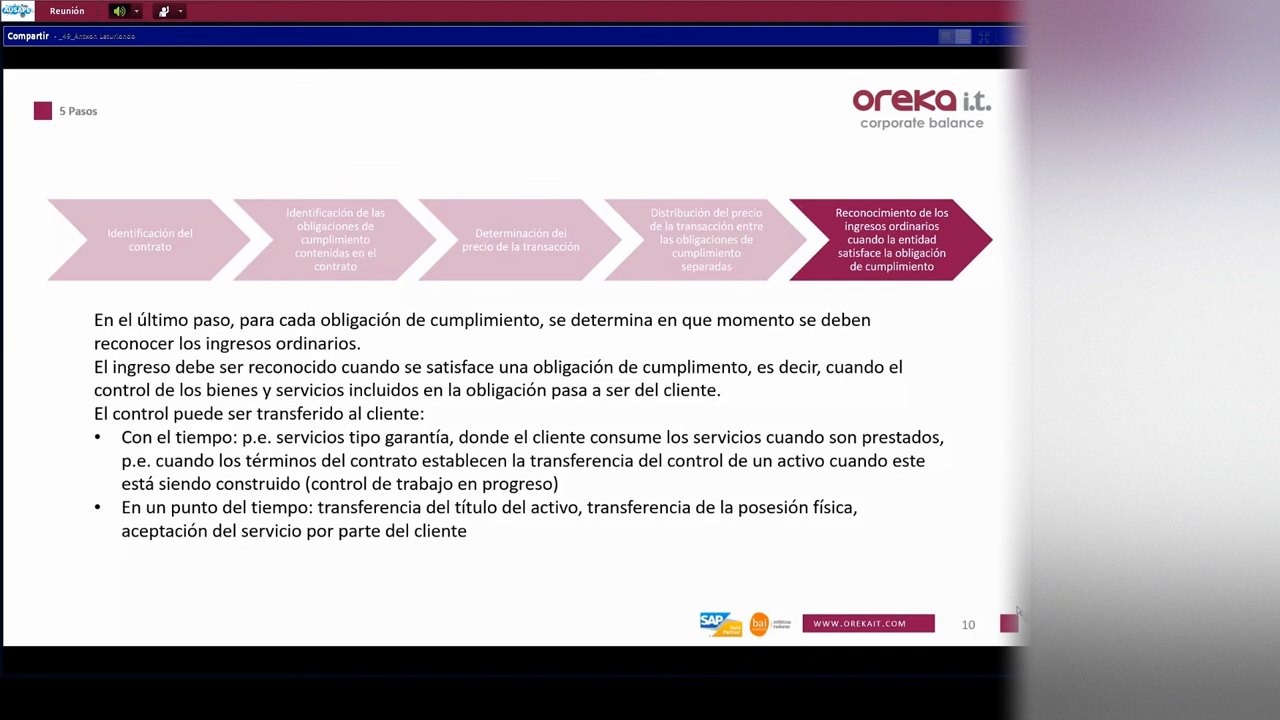 AUSAPE
Reunión
Compartir - _49_Antxon Leturiondo
5 Pasos
oreka i.t.
corporate balance
Identificación del
contrato
Identificación de las
obligaciones de
cumplimiento
contenidas en el
contrato
Determinación del
precio de la transacción
Distribución del precio
de la transacción entre
las obligaciones de
cumplimiento
separadas
Reconocimiento de los
ingresos ordinarios
cuando la entidad
satisface la obligación
de cumplimiento
En el último paso, para cada obligación de cumplimiento, se determina en que momento se deben
reconocer los ingresos ordinarios.
El ingreso debe ser reconocido cuando se satisface una obligación de cumplimento, es decir, cuando el
control de los bienes y servicios incluidos en la obligación pasa a ser del cliente.
El control puede ser transferido al cliente:
• Con el tiempo: p.e. servicios tipo garantía, donde el cliente consume los servicios cuando son prestados,
p.e. cuando los términos del contrato establecen la transferencia del control de un activo cuando este
está siendo construido (control de trabajo en progreso)
• En un punto del tiempo: transferencia del título del activo, transferencia de la posesión física,
aceptación del servicio por parte del cliente
SAP
bai
WWW.OREKAIT.COM
10